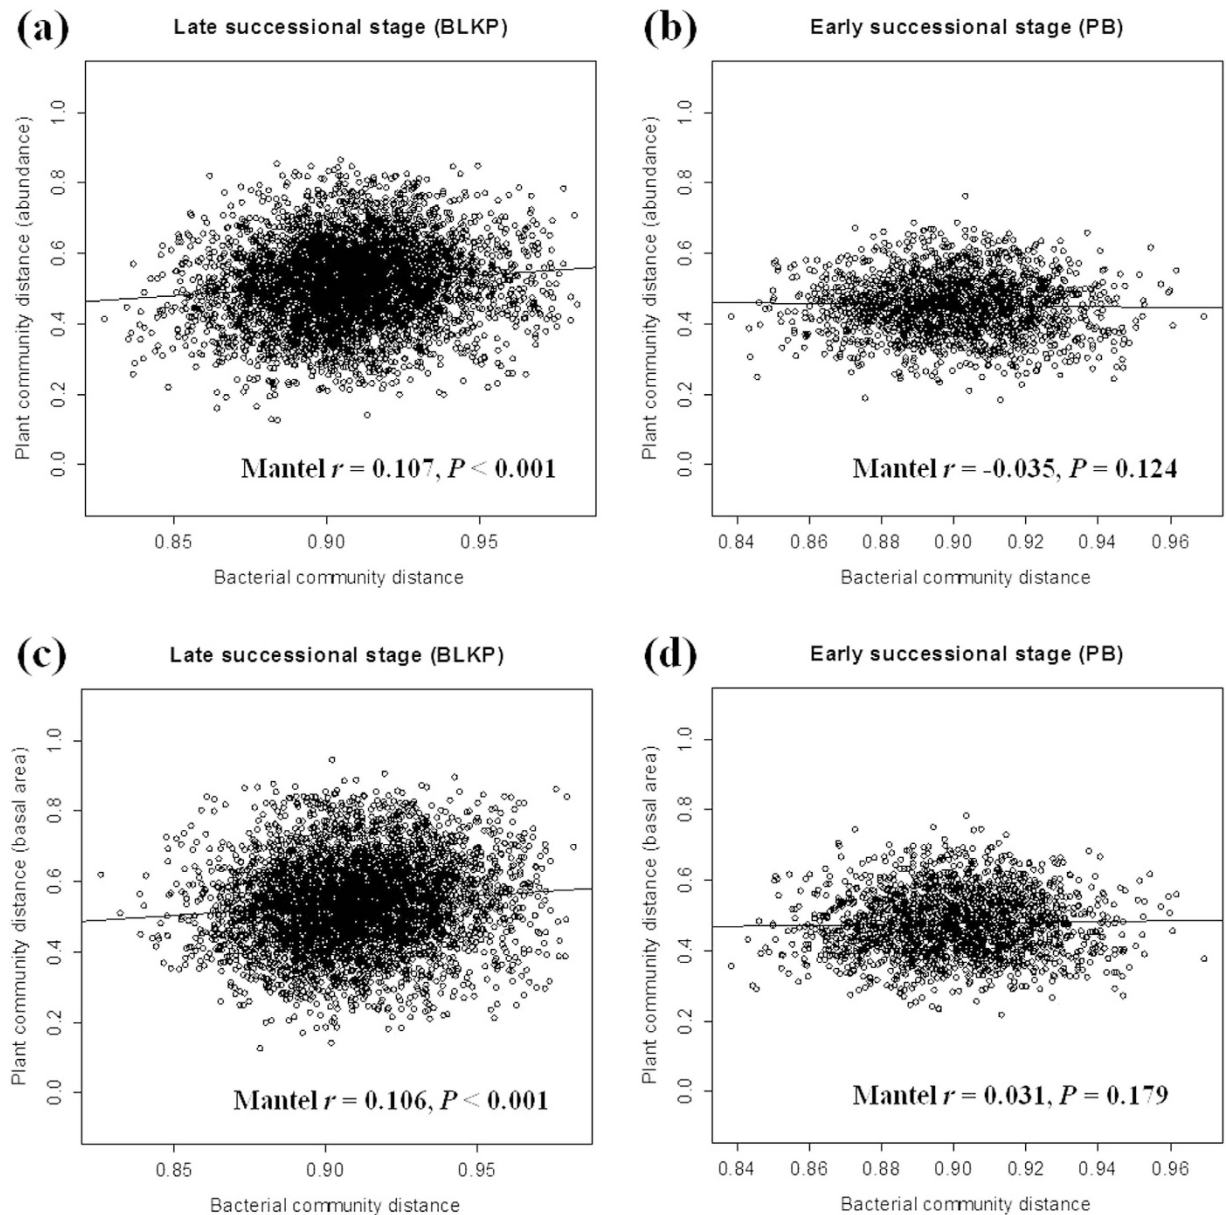 (a)
Late successional stage (BLKP)
Plant community distance (abundance)
1.0
0.8
0.6
0.4
0.2
0.0
Mantel r = 0.107, P < 0.001
0.85 0.90 0.95
Bacterial community distance
(b)
Early successional stage (PB)
Plant community distance (abundance)
1.0
0.8
0.6
0.4
0.2
0.0
Mantel r = -0.035, P = 0.124
0.84 0.86 0.88 0.90 0.92 0.94 0.96
Bacterial community distance
(c)
Late successional stage (BLKP)
Plant community distance (basal area)
1.0
0.8
0.6
0.4
0.2
0.0
Mantel r = 0.106, P < 0.001
0.85 0.90 0.95
Bacterial community distance
(d)
Early successional stage (PB)
Plant community distance (basal area)
1.0
0.8
0.6
0.4
0.2
0.0
Mantel r = 0.031, P = 0.179
0.84 0.86 0.88 0.90 0.92 0.94 0.96
Bacterial community distance